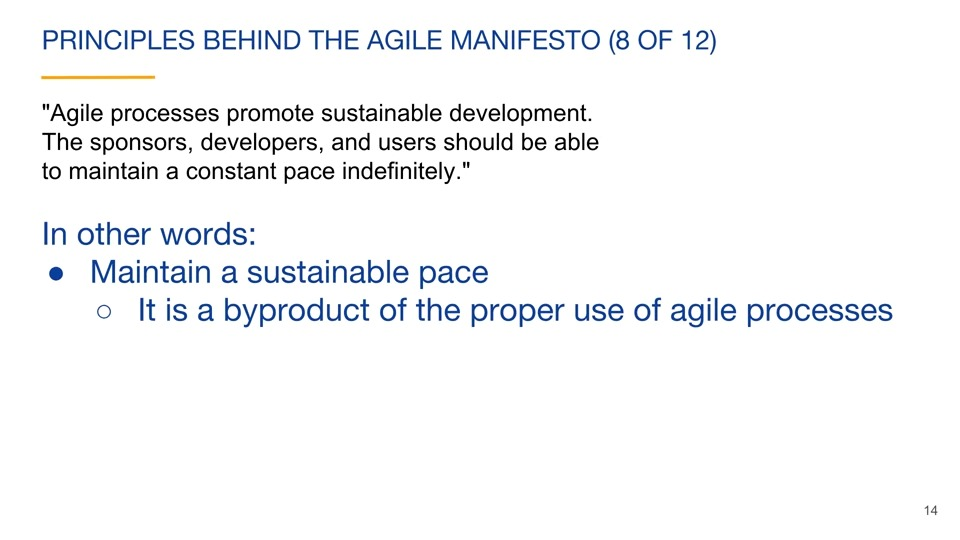 PRINCIPLES BEHIND THE AGILE MANIFESTO (8 OF 12)
"Agile processes promote sustainable development.
The sponsors, developers, and users should be able
to maintain a constant pace indefinitely."
In other words:
● Maintain a sustainable pace
○ It is a byproduct of the proper use of agile processes
14